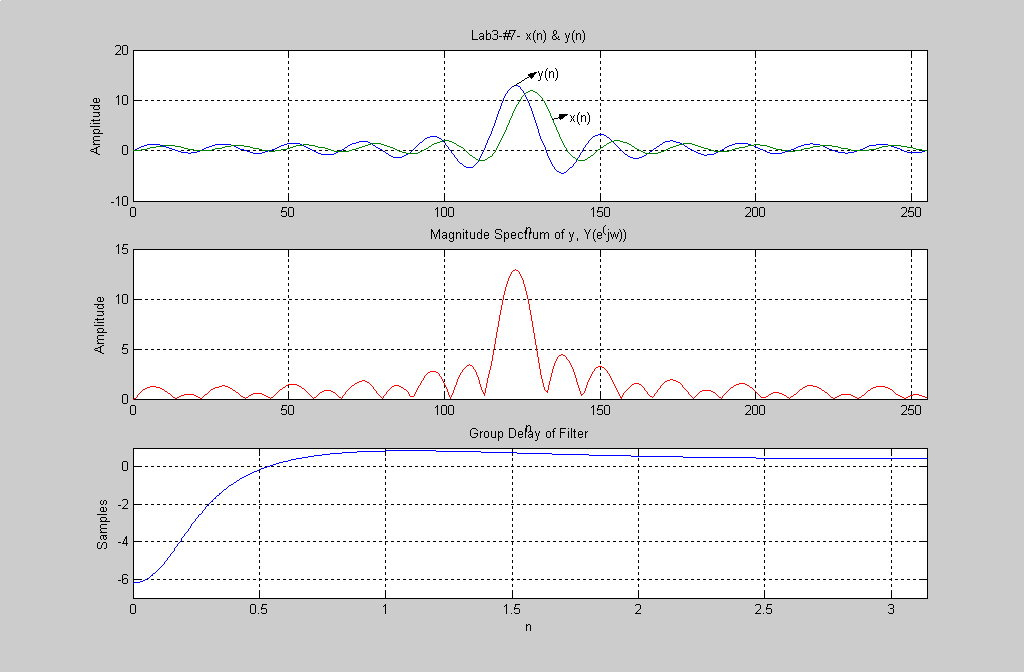 Lab3-#7- x(n) & y(n)
20
10
0
-10
Amplitude
y(n)
x(n)
0 50 100 150 200 250
n
Magnitude Spectrum of y, Y(e(jw))
15
10
5
0
Amplitude
0 50 100 150 200 250
n
Group Delay of Filter
0
-2
-4
-6
Samples
0 0.5 1 1.5 2 2.5 3
n